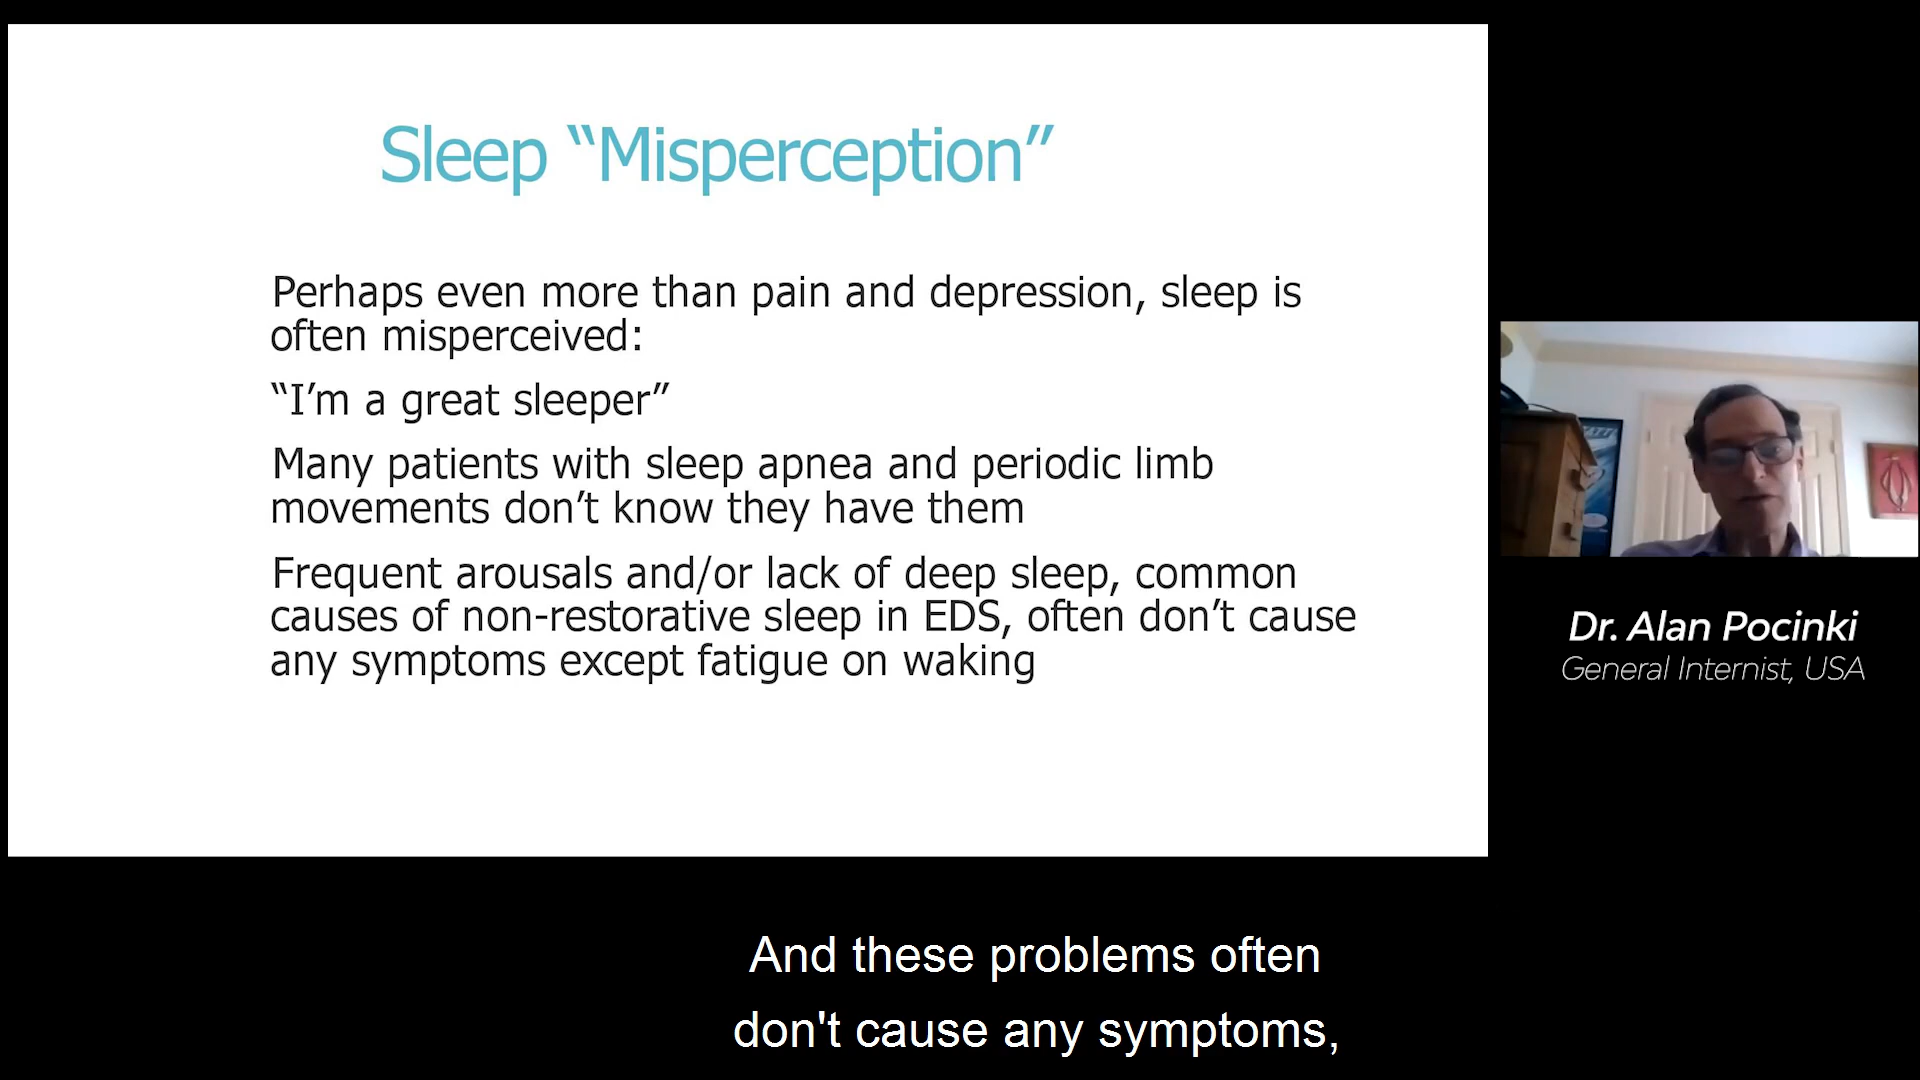 Sleep “Misperception”
Perhaps even more than pain and depression, sleep is
often misperceived:
“I’m a great sleeper”
Many patients with sleep apnea and periodic limb
movements don’t know they have them
Frequent arousals and/or lack of deep sleep, common
causes of non-restorative sleep in EDS, often don’t cause
any symptoms except fatigue on waking
Dr. Alan Pocinki
General Internist, USA
And these problems often
don't cause any symptoms,